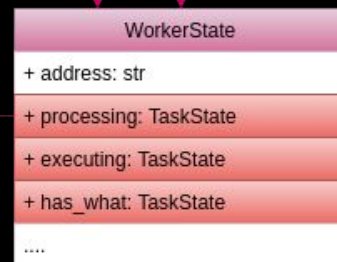 WorkerState
+ address: str
+ processing: TaskState
+ executing: TaskState
+ has_what: TaskState
....